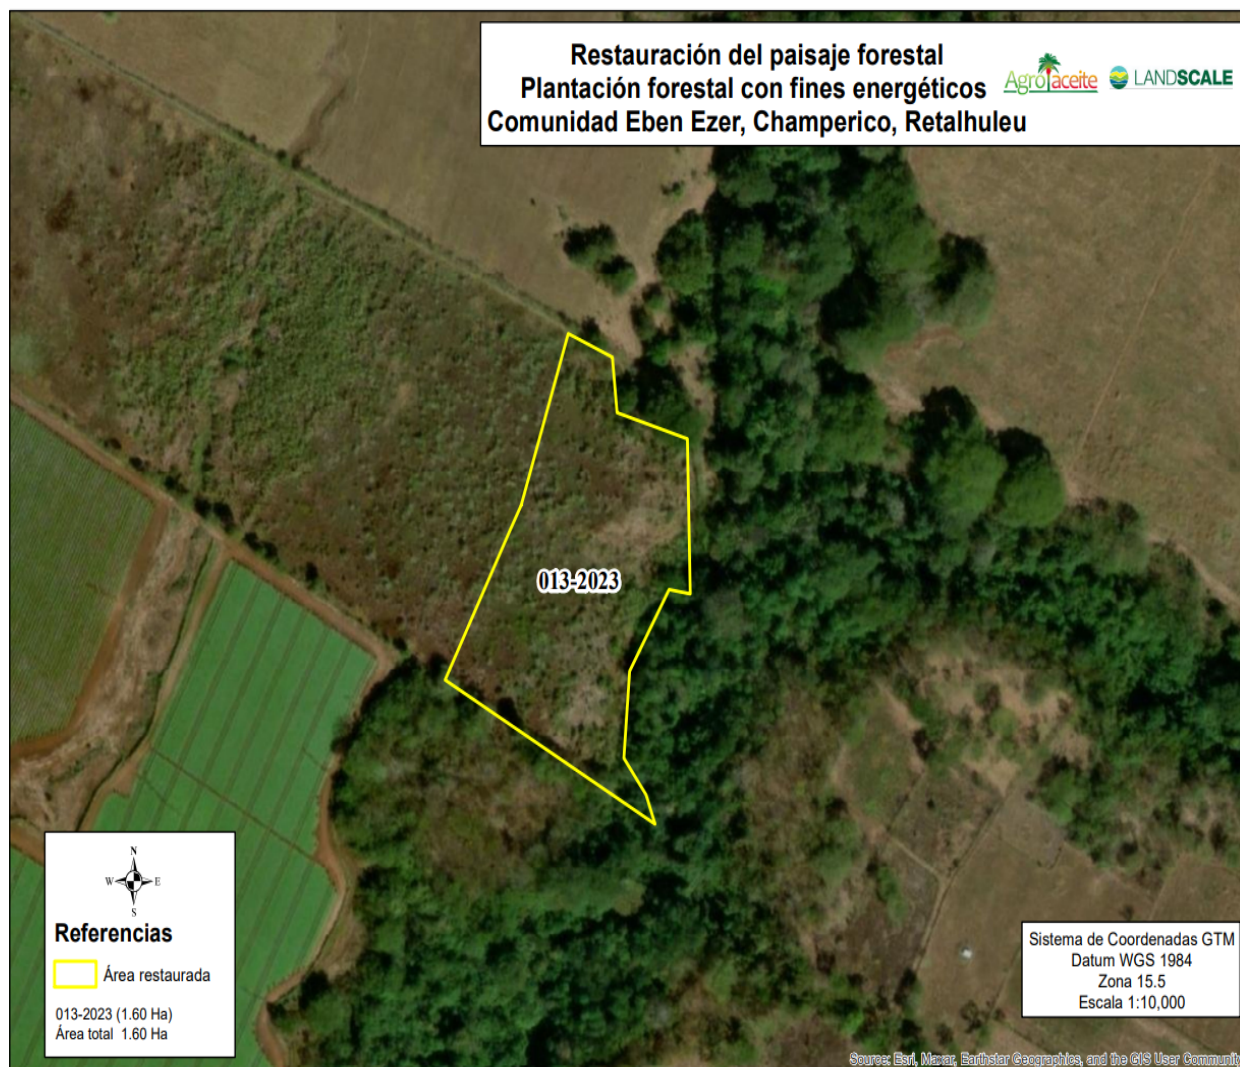 Restauración del paisaje forestal
Plantación forestal con fines energéticos
Comunidad Eben Ezer, Champerico, Retalhuleu
Agroaceite
LANDSCALE
013-2023
N
W E
S
Referencias
Área restaurada
013-2023 (1.60 Ha)
Área total 1.60 Ha
Sistema de Coordenadas GTM
Datum WGS 1984
Zona 15.5
Escala 1:10,000
Source: Esri, Maxar, Earthstar Geographics, and the GIS User Communit